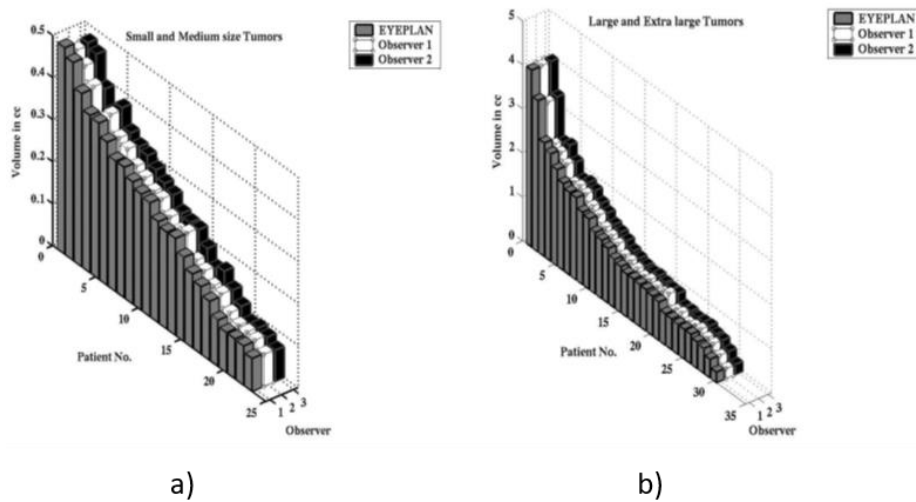 Small and Medium size Tumors
EYEPLAN
Observer 1
Observer 2
Volume in cc
0.5
0.4
0.3
0.2
0.1
0
0
5
10
15
20
25
Patient No.
1
2
3
Observer
a)
Large and Extra large Tumors
EYEPLAN
Observer 1
Observer 2
Volume in cc
5
4
3
2
1
0
0
5
10
15
20
25
30
35
Patient No.
1
2
3
Observer
b)